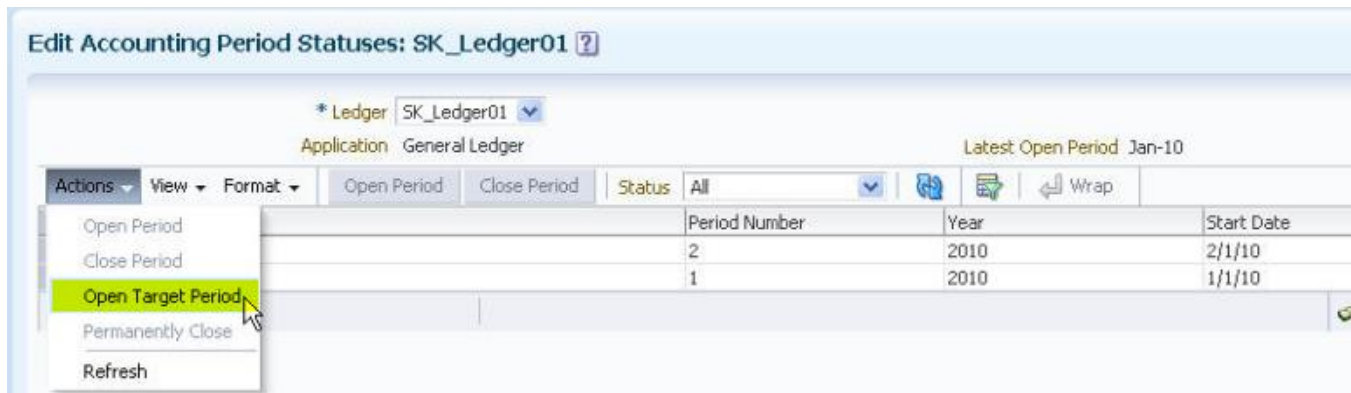 Edit Accounting Period Statuses: SK_Ledger01 ?
* Ledger SK_Ledger01
Application General Ledger Latest Open Period Jan-10
Actions View Format Open Period Close Period Status All Wrap
Period Number Year Start Date
2 2010 2/1/10
1 2010 1/1/10
Open Period
Close Period
Open Target Period
Permanently Close
Refresh